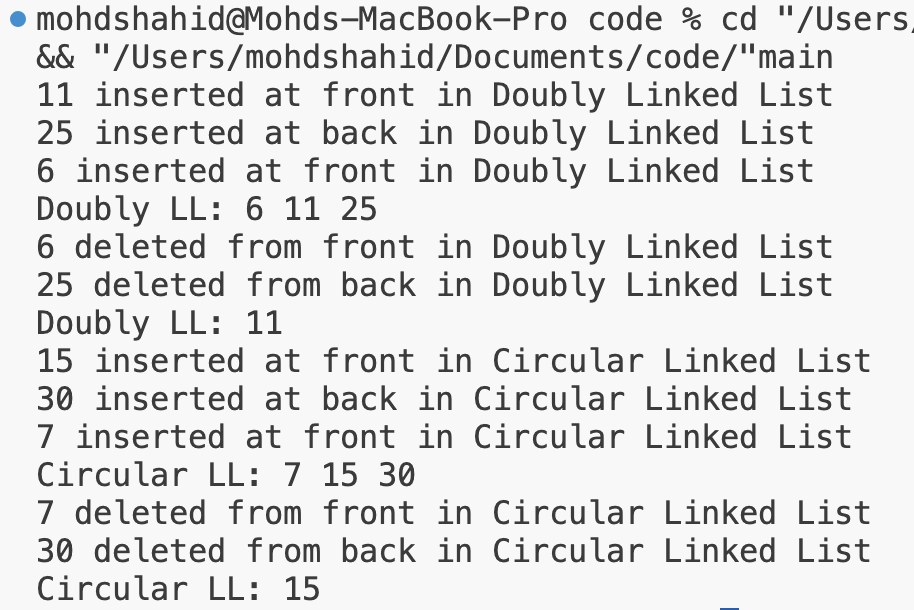 mohdshahid@Mohds-MacBook-Pro code % cd "/Users/
&& "/Users/mohdshahid/Documents/code/"main
11 inserted at front in Doubly Linked List
25 inserted at back in Doubly Linked List
6 inserted at front in Doubly Linked List
Doubly LL: 6 11 25
6 deleted from front in Doubly Linked List
25 deleted from back in Doubly Linked List
Doubly LL: 11
15 inserted at front in Circular Linked List
30 inserted at back in Circular Linked List
7 inserted at front in Circular Linked List
Circular LL: 7 15 30
7 deleted from front in Circular Linked List
30 deleted from back in Circular Linked List
Circular LL: 15